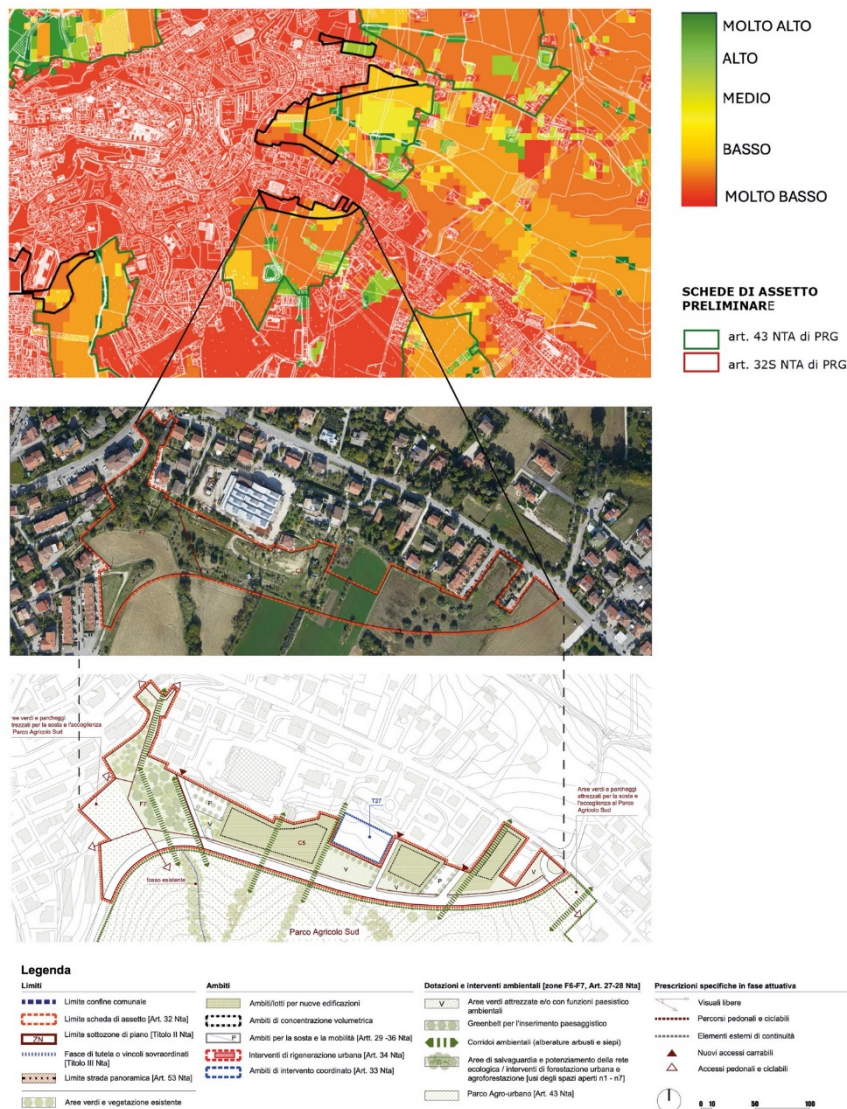 MOLTO ALTO
ALTO
MEDIO
BASSO
MOLTO BASSO
SCHEDE DI ASSETTO
PRELIMINARE
art. 43 NTA di PRG
art. 32S NTA di PRG
ree verdi e parcheggi
trezzati per la sosta e l'accoglienza
Parco Agricolo Sud
F7
P
V
C5
T27
V
V
P
V
Aree verdi e parcheggi
attrezzati per la sosta e
l'accoglienza al Parco
Agricolo Sud
fosso esistente
Parco Agricolo Sud
Legenda
Limiti
Limite confine comunale
Limite scheda di assetto [Art. 32 Nta]
ZN
Limite sottozone di piano [Titolo II Nta]
Fasce di tutela o vincoli sovraordinati
[Titolo III Nta]
Limite strada panoramica [Art. 53 Nta]
Aree verdi e vegetazione esistente
Ambiti
Ambiti/lotti per nuove edificazioni
Ambiti di concentrazione volumetrica
P
Ambiti per la sosta e la mobilità [Artt. 29 -36 Nta]
Interventi di rigenerazione urbana [Art. 34 Nta]
Ambiti di intervento coordinato [Art. 33 Nta]
Dotazioni e interventi ambientali [zone F6-F7, Art. 27-28 Nta]
V
Aree verdi attrezzate e/o con funzioni paesistico
ambientali
Greenbelt per l'inserimento paesaggistico
Corridoi ambientali (alberature arbusti e siepi)
Aree di salvaguardia e potenziamento della rete
ecologica / interventi di forestazione urbana e
agroforestazione [usi degli spazi aperti n1 - n7]
Parco Agro-urbano [Art. 43 Nta]
Prescrizioni specifiche in fase attuativa
Visuali libere
Percorsi pedonali e ciclabili
Elementi esterni di continuità
Nuovi accessi carrabili
Accessi pedonali e ciclabili
0 10 50 100